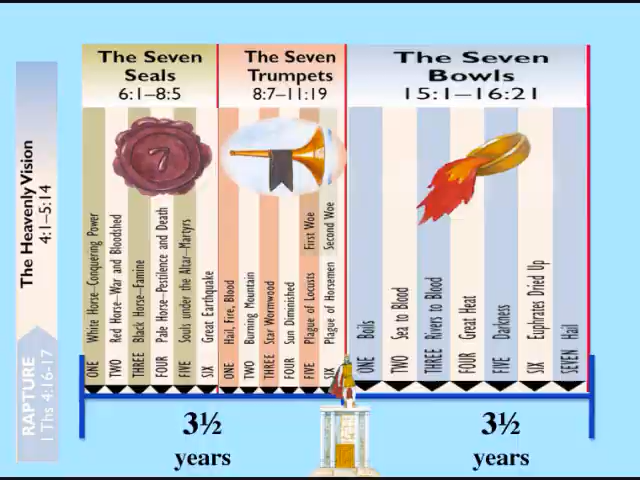 The Seven
Seals
6:1–8:5
The Seven
Trumpets
8:7–11:19
The Seven
Bowls
15:1–16:21
The Heavenly Vision
4:1–5:14
RAPTURE
1 Ths 4:16-17
7
ONE White Horse–Conquering Power
TWO Red Horse–War and Bloodshed
THREE Black Horse–Famine
FOUR Pale Horse–Pestilence and Death
FIVE Souls under the Altar–Martyrs
SIX Great Earthquake
ONE Hail, Fire, Blood
TWO Burning Mountain
THREE Star Wormwood
FOUR Sun Diminished
FIVE Plague of Locusts First Woe
SIX Plague of Horsemen Second Woe
ONE Boils
TWO Sea to Blood
THREE Rivers to Blood
FOUR Great Heat
FIVE Darkness
SIX Euphrates Dried Up
SEVEN Hail
3½
years
3½
years